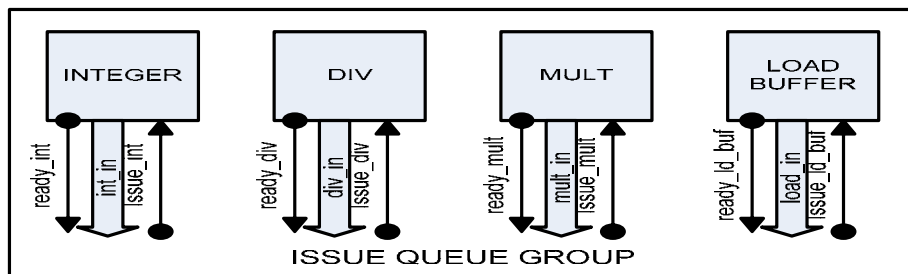 INTEGER
DIV
MULT
LOAD
BUFFER
ready_int
int_in
issue_int
ready_div
div_in
issue_div
ready_mult
mult_in
issue_mult
ready_ld_buf
load_in
issue_ld_buf
ISSUE QUEUE GROUP